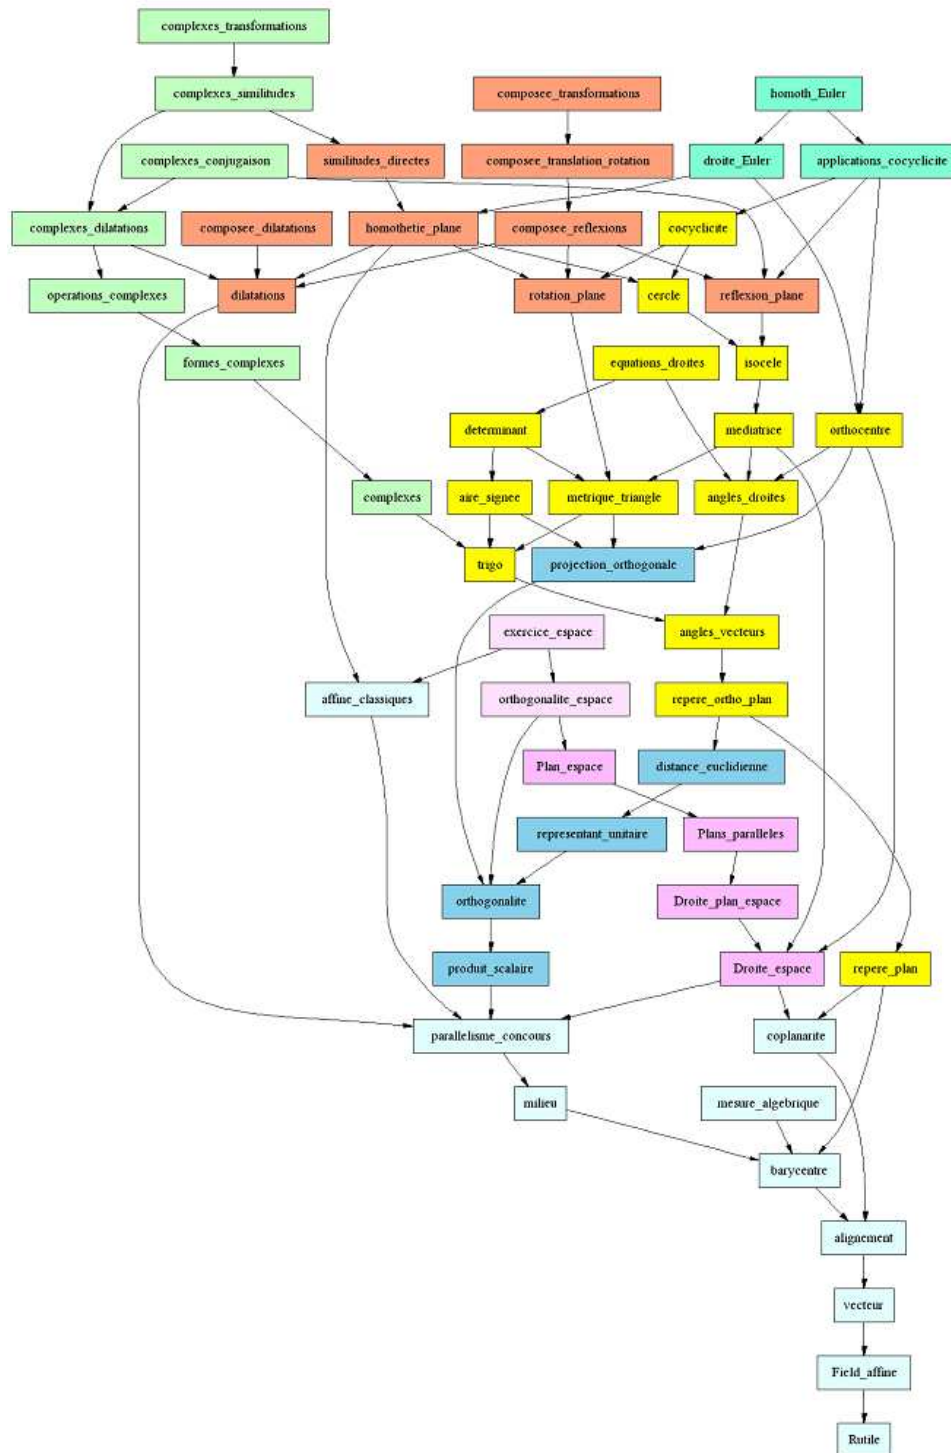 complexes_transformations
complexes_similitudes
composee_transformations
homoth_Euler
complexes_conjugaison
similitudes_directes
composee_translation_rotation
droite_Euler
applications_cocyclicite
complexes_dilatations
composee_dilatations
homothetie_plane
composee_reflexions
cocyclicite
operations_complexes
dilatations
rotation_plane
cercle
reflexion_plane
formes_complexes
equations_droites
isocele
determinant
mediatrice
orthocentre
complexes
aire_signee
metrique_triangle
angles_droites
trigo
projection_orthogonale
exercice_espace
angles_vecteurs
affine_classiques
orthogonalite_espace
repere_ortho_plan
Plan_espace
distance_euclidienne
representant_unitaire
Plans_paralleles
orthogonalite
Droite_plan_espace
produit_scalaire
Droite_espace
repere_plan
parallelisme_concours
coplanarite
milieu
mesure_algebrique
barycentre
alignement
vecteur
Field_affine
Rutile